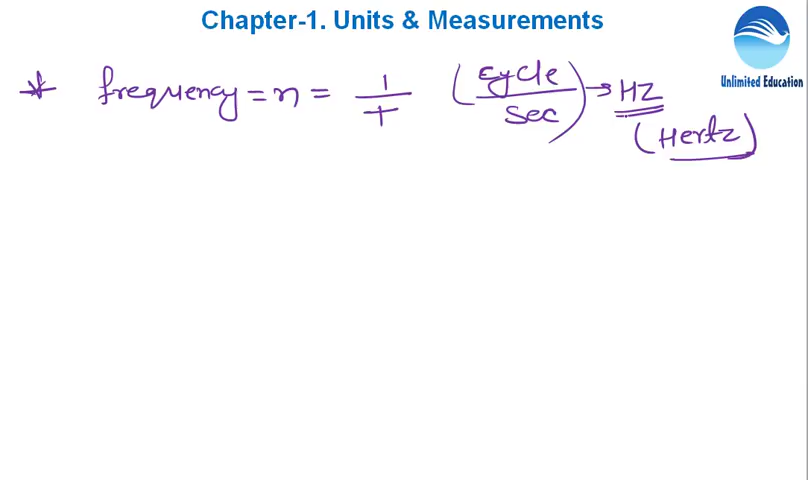 Chapter-1. Units & Measurements
* frequency = n = 1/T (cycle/sec) → HZ
(Hertz)
Unlimited Education